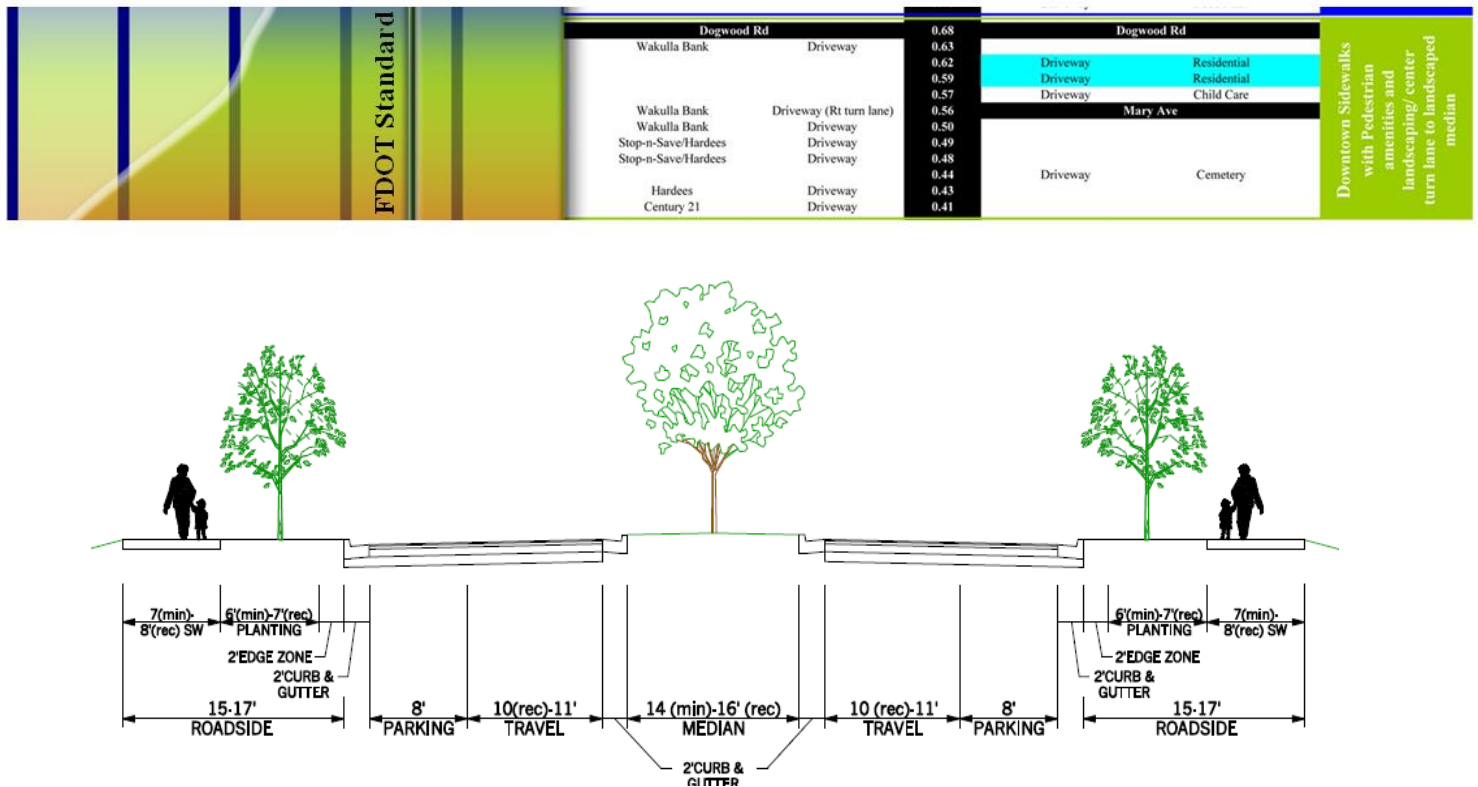 FDOT Standard
Dogwood Rd 0.68 Dogwood Rd
Wakulla Bank Driveway 0.63
0.62 Driveway Residential
0.59 Driveway Residential
0.57 Driveway Child Care
Wakulla Bank Driveway (Rt turn lane) 0.56 Mary Ave
Wakulla Bank Driveway 0.50
Stop-n-Save/Hardees Driveway 0.49
Stop-n-Save/Hardees Driveway 0.48
0.44 Driveway Cemetery
Hardees Driveway 0.43
Century 21 Driveway 0.41
Downtown Sidewalks
with Pedestrian
amenities and
landscaping/ center
turn lane to landscaped
median
7(min)-
8'(rec) SW
6'(min)-7'(rec)
PLANTING
2'EDGE ZONE
2'CURB &
GUTTER
15-17'
ROADSIDE
8'
PARKING
10(rec)-11'
TRAVEL
14 (min)-16' (rec)
MEDIAN
2'CURB &
GUTTER
10 (rec)-11'
TRAVEL
8'
PARKING
6'(min)-7'(rec)
PLANTING
7(min)-
8'(rec) SW
2'EDGE ZONE
2'CURB &
GUTTER
15-17'
ROADSIDE